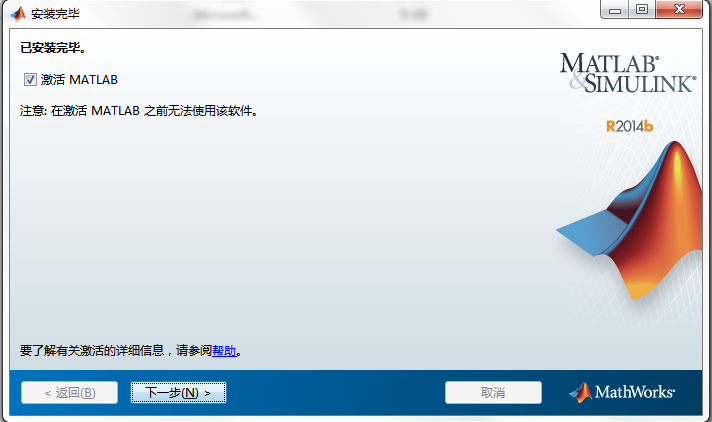 安装完毕
已安装完毕。
激活 MATLAB
注意: 在激活 MATLAB 之前无法使用该软件。
MATLAB®
&SIMULINK®
R2014b
要了解有关激活的详细信息，请参阅帮助。
< 返回(B)
下一步(N) >
取消
MathWorks®